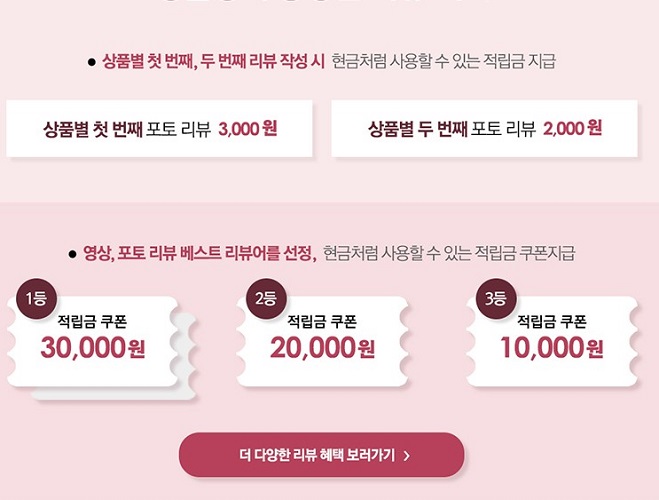 ● 상품별 첫 번째, 두 번째 리뷰 작성 시 현금처럼 사용할 수 있는 적립금 지급
상품별 첫 번째 포토 리뷰 3,000원
상품별 두 번째 포토 리뷰 2,000원
● 영상, 포토 리뷰 베스트 리뷰어를 선정, 현금처럼 사용할 수 있는 적립금 쿠폰지급
1등
적립금 쿠폰
30,000원
2등
적립금 쿠폰
20,000원
3등
적립금 쿠폰
10,000원
더 다양한 리뷰 혜택 보러가기 >